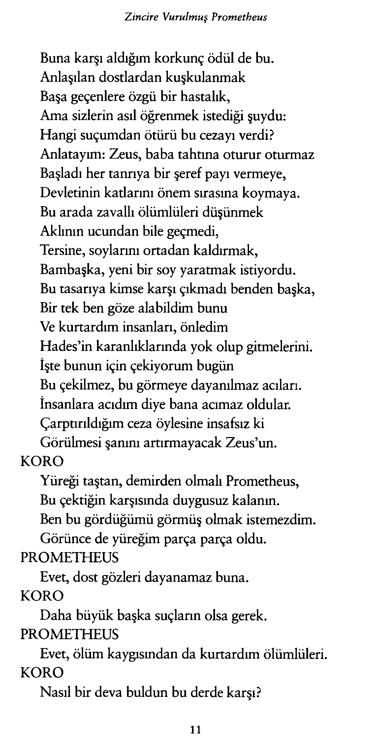 Zincire Vurulmuş Prometheus
Buna karşı aldığım korkunç ödül de bu.
Anlaşılan dostlardan kuşkulanmak
Başa geçenlere özgü bir hastalık,
Ama sizlerin asıl öğrenmek istediği şuydu:
Hangi suçumdan ötürü bu cezayı verdi?
Anlatayım: Zeus, baba tahtına oturur oturmaz
Başladı her tanrıya bir şeref payı vermeye,
Devletinin katlarını önem sırasına koymaya.
Bu arada zavallı ölümlüleri düşünmek
Aklının ucundan bile geçmedi,
Tersine, soylarını ortadan kaldırmak,
Bambaşka, yeni bir soy yaratmak istiyordu.
Bu tasarıya kimse karşı çıkmadı benden başka,
Bir tek ben göze alabildim bunu
Ve kurtardım insanları, önledim
Hades'in karanlıklarında yok olup gitmelerini.
İşte bunun için çekiyorum bugün
Bu çekilmez, bu görmeye dayanılmaz acıları.
İnsanlara acıdım diye bana acımaz oldular.
Çarptırıldığım ceza öylesine insafsız ki
Görülmesi şanını artırmayacak Zeus'un.
KORO
Yüreği taştan, demirden olmalı Prometheus,
Bu çektiğin karşısında duygusuz kalanın.
Ben bu gördüğümü görmüş olmak istemezdim.
Görünce de yüreğim parça parça oldu.
PROMETHEUS
Evet, dost gözleri dayanamaz buna.
KORO
Daha büyük başka suçların olsa gerek.
PROMETHEUS
Evet, ölüm kaygısından da kurtardım ölümlüleri.
KORO
Nasıl bir deva buldun bu derde karşı?
11